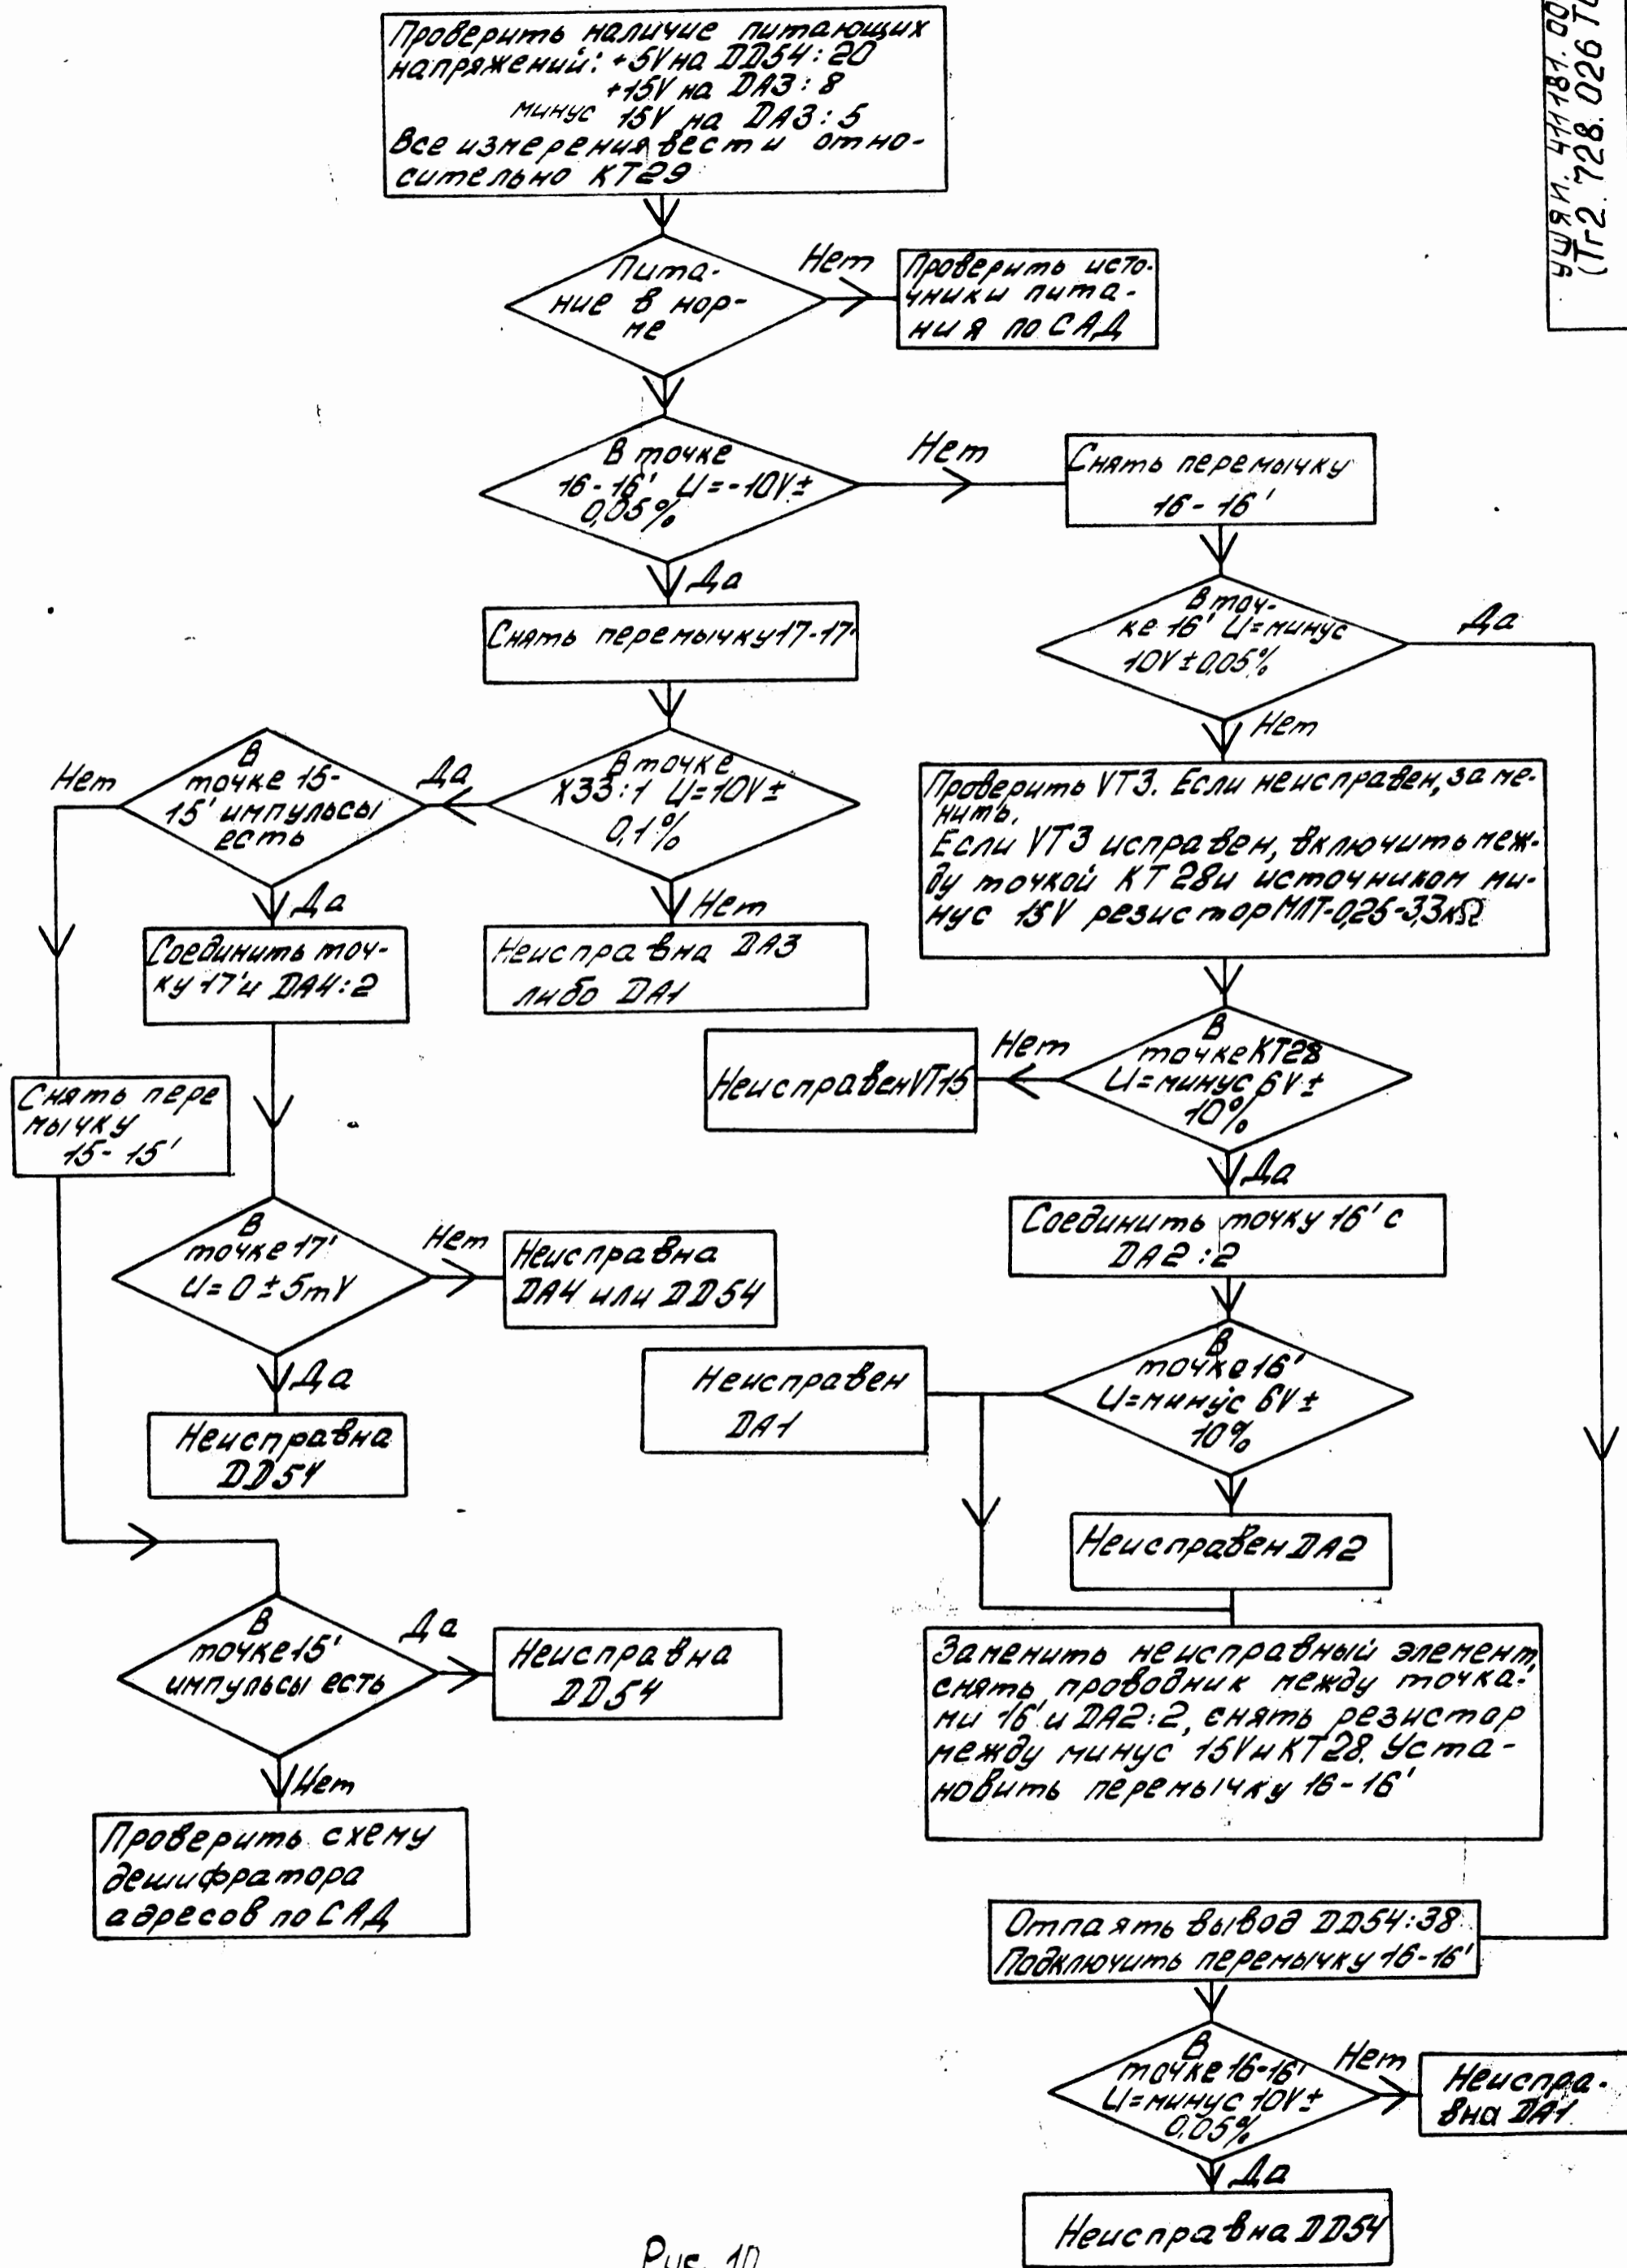 Проверить наличие питающих
напряжений: +5V на DD54:20
+15V на DA3:8
минус 15V на DA3:5
Все измерения вести отно-
сительно КТ29
Пита-
ние в нор-
ме
Нет
Проверить исто-
чники пита-
ния по САД
В точке
16-16' U=-10V±
0,05%
Нет
Снять перемычку
16-16'
Да
Снять перемычку 17-17'
В точ-
ке 16' U=минус
10V±0,05%
Да
Нет
В точке
X33:1 U=10V±
0,1%
Да
В
точке 15-
15' импульсы
есть
Нет
Да
Нет
Проверить VT3. Если неисправен, заме-
нить.
Если VT3 исправен, включить меж-
ду точкой КТ28 и источником ми-
нус 15V резистор МЛТ-0,25-3,3кΩ
Соединить точ-
ку 17' и DA4:2
Неисправна DA3
либо DA1
В
точке КТ28
U=минус 6V±
10%
Нет
Неисправен VT15
Снять пере
мычку
15-15'
Да
Соединить точку 16' с
DA2:2
В
точке 17'
U=0±5mV
Нет
Неисправна
DA4 или DD54
Да
Неисправна
DD54
В
точке 16'
U=минус 6V±
10%
Неисправен
DA1
Неисправен DA2
В
точке 15'
импульсы есть
Да
Неисправна
DD54
Нет
Проверить схему
дешифратора
адресов по САД
Заменить неисправный элемент,
снять проводник между точка-
ми 16' и DA2:2, снять резистор
между минус 15V и КТ28. Уста-
новить перемычку 16-16'
Отпаять вывод DD54:38
Подключить перемычку 16-16'
В
точке 16-16'
U=минус 10V±
0,05%
Нет
Неиспра-
вна DA1
Да
Неисправна DD54
Рис. 10
УШЯИ.411181.00
(Тг2.728.026 ТО